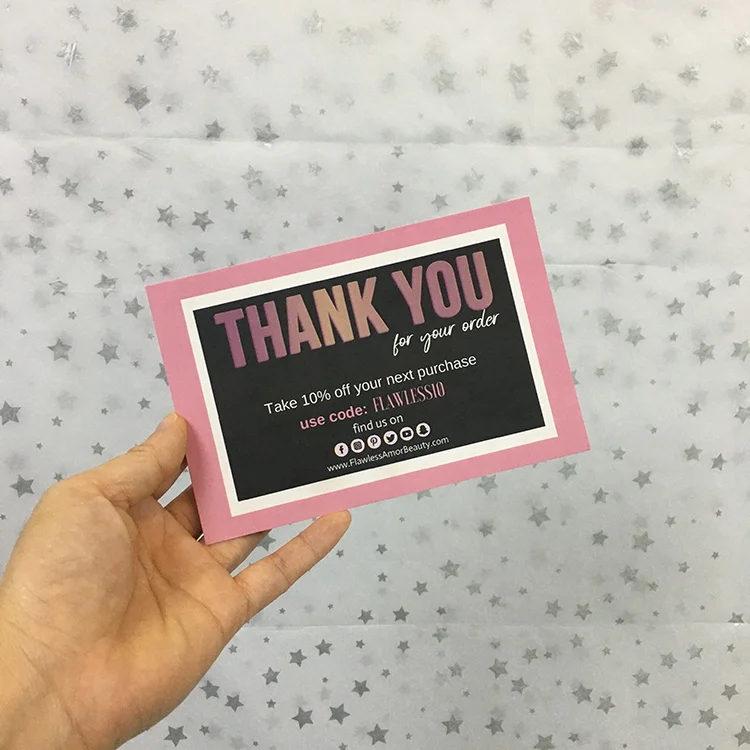 THANK YOU
for your order
Take 10% off your next purchase
use code: FLAWLESS10
find us on
www.FlawlessAmorBeauty.com